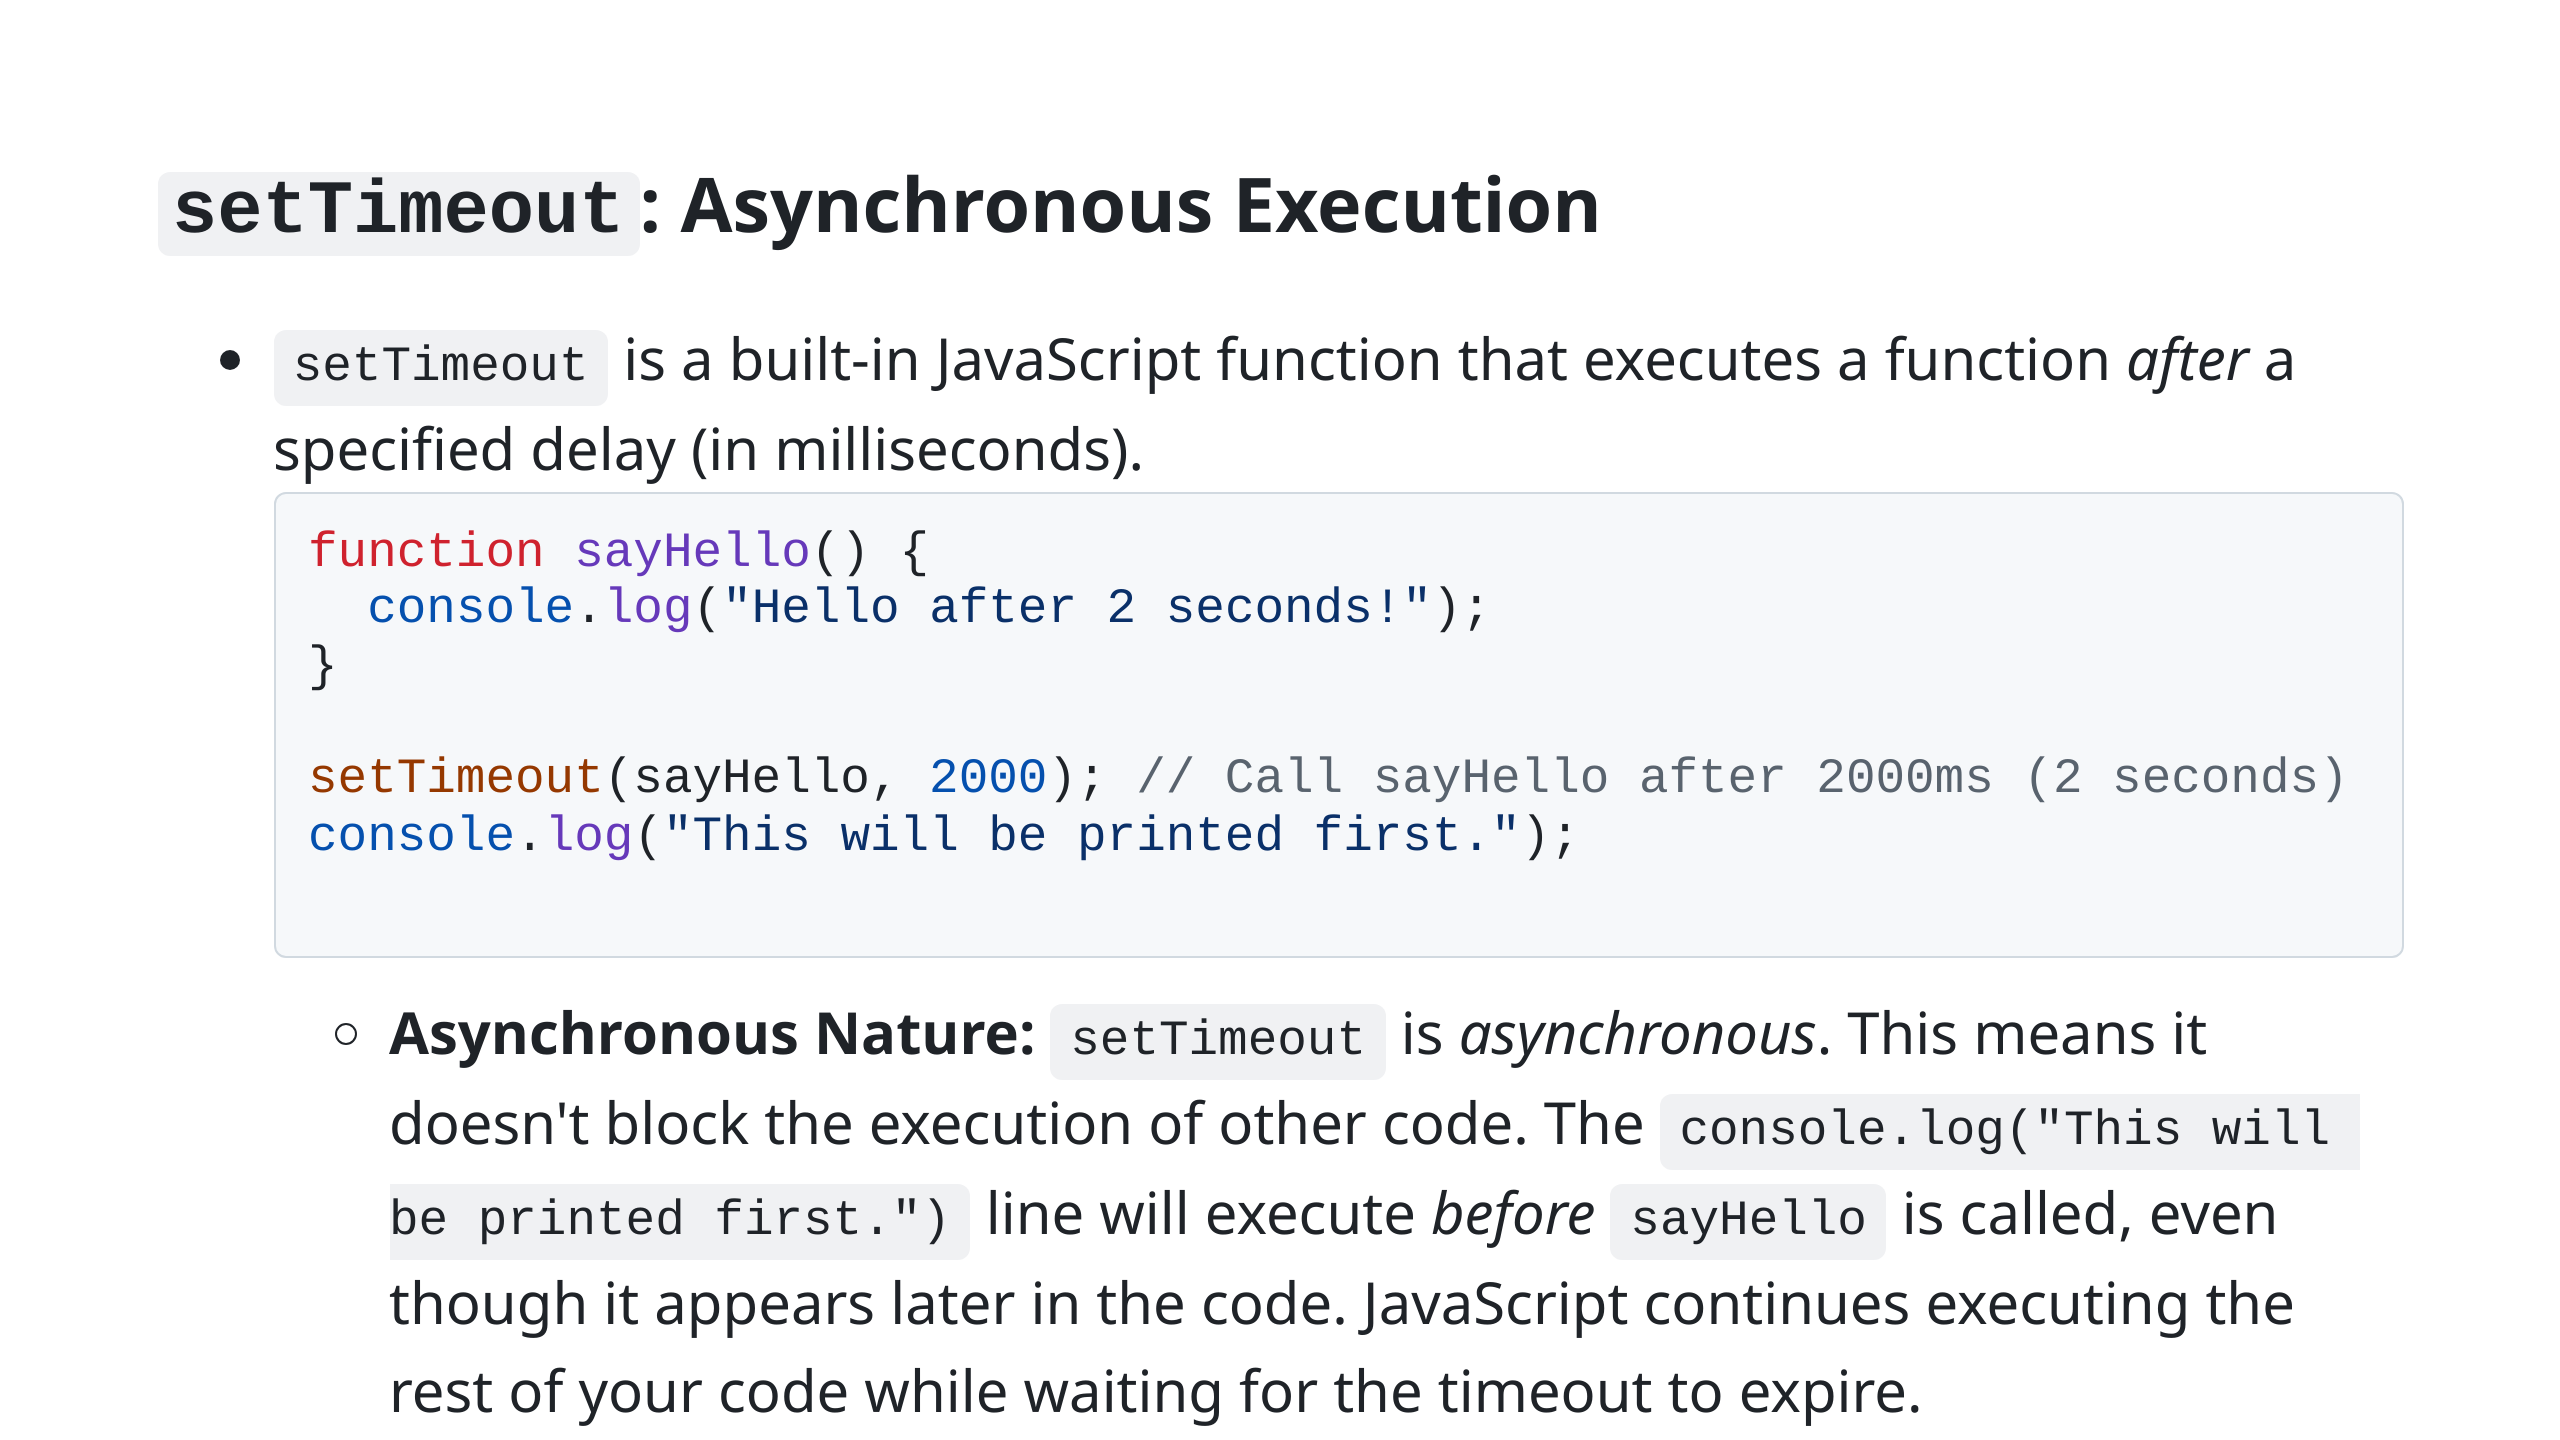 setTimeout: Asynchronous Execution
setTimeout is a built-in JavaScript function that executes a function after a
specified delay (in milliseconds).
function sayHello() {
  console.log("Hello after 2 seconds!");
}
setTimeout(sayHello, 2000); // Call sayHello after 2000ms (2 seconds)
console.log("This will be printed first.");
Asynchronous Nature: setTimeout is asynchronous. This means it
doesn't block the execution of other code. The console.log("This will
be printed first.") line will execute before sayHello is called, even
though it appears later in the code. JavaScript continues executing the
rest of your code while waiting for the timeout to expire.